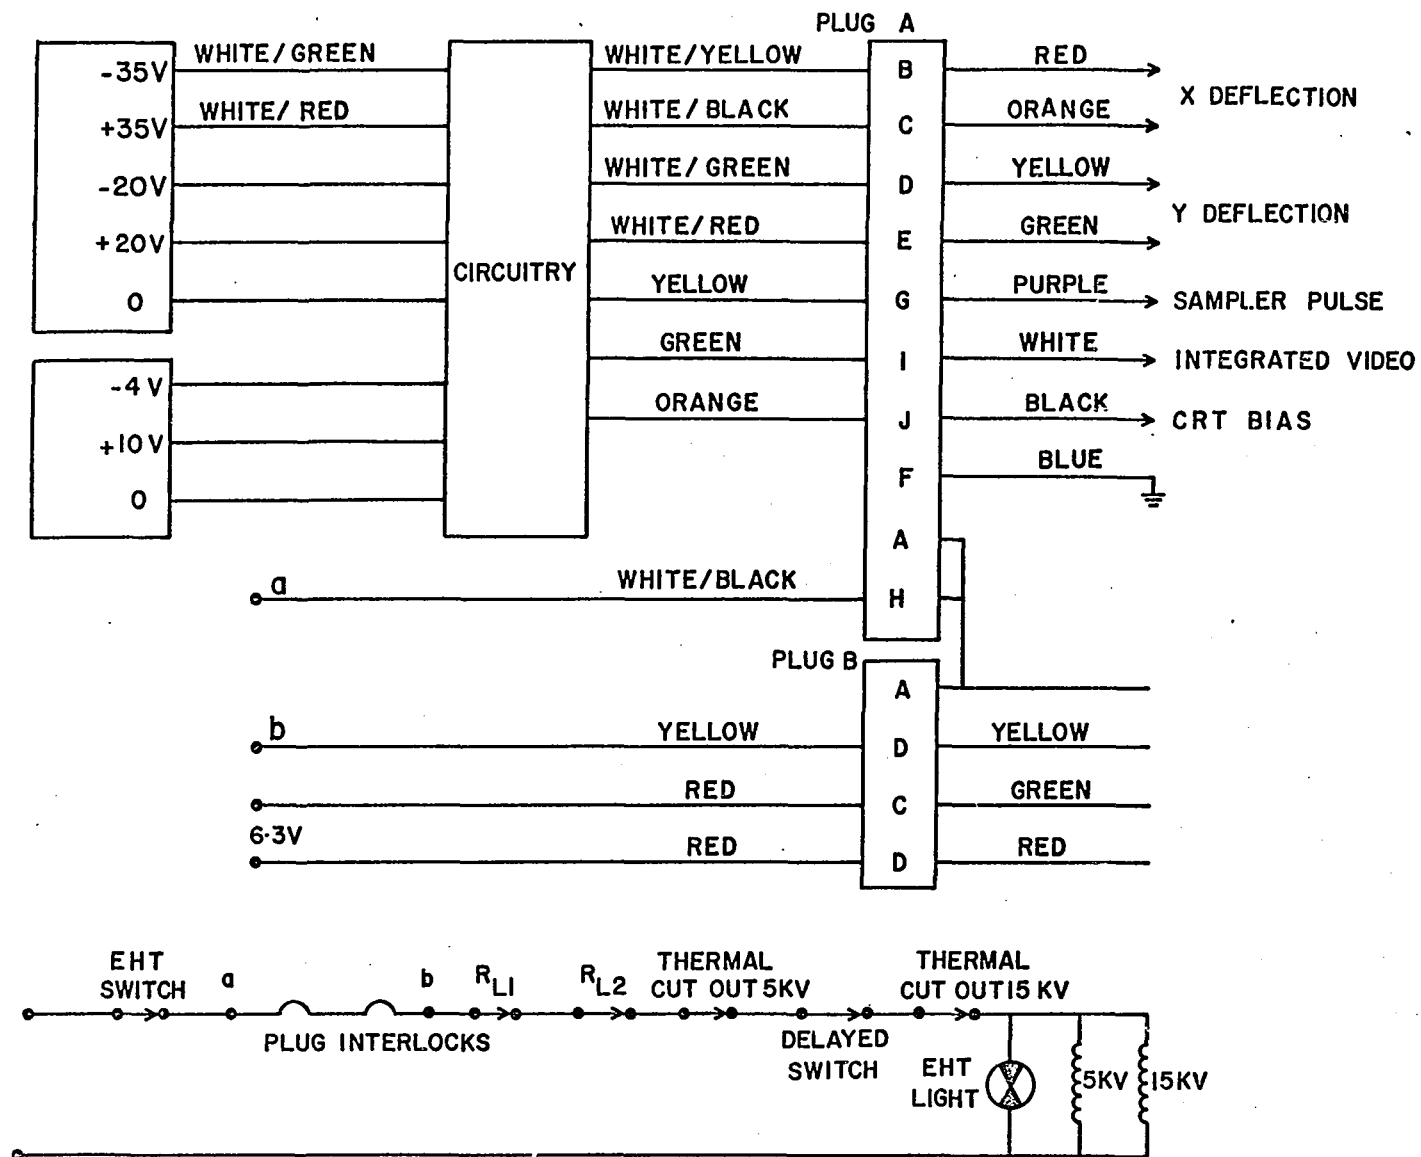 PLUG A
-35V WHITE/GREEN WHITE/YELLOW B RED
X DEFLECTION
+35V WHITE/RED WHITE/BLACK C ORANGE
-20V WHITE/GREEN D YELLOW
Y DEFLECTION
+20V WHITE/RED E GREEN
CIRCUITRY
0 YELLOW G PURPLE SAMPLER PULSE
GREEN I WHITE INTEGRATED VIDEO
-4V
ORANGE J BLACK CRT BIAS
+10V
BLUE
F
0
A
a WHITE/BLACK H
PLUG B
A
b YELLOW D YELLOW
RED C GREEN
6.3V RED D RED
EHT SWITCH
a
PLUG INTERLOCKS
b
RL1
RL2
THERMAL
CUT OUT 5KV
DELAYED
SWITCH
THERMAL
CUT OUT 15 KV
EHT
LIGHT
5KV
15KV